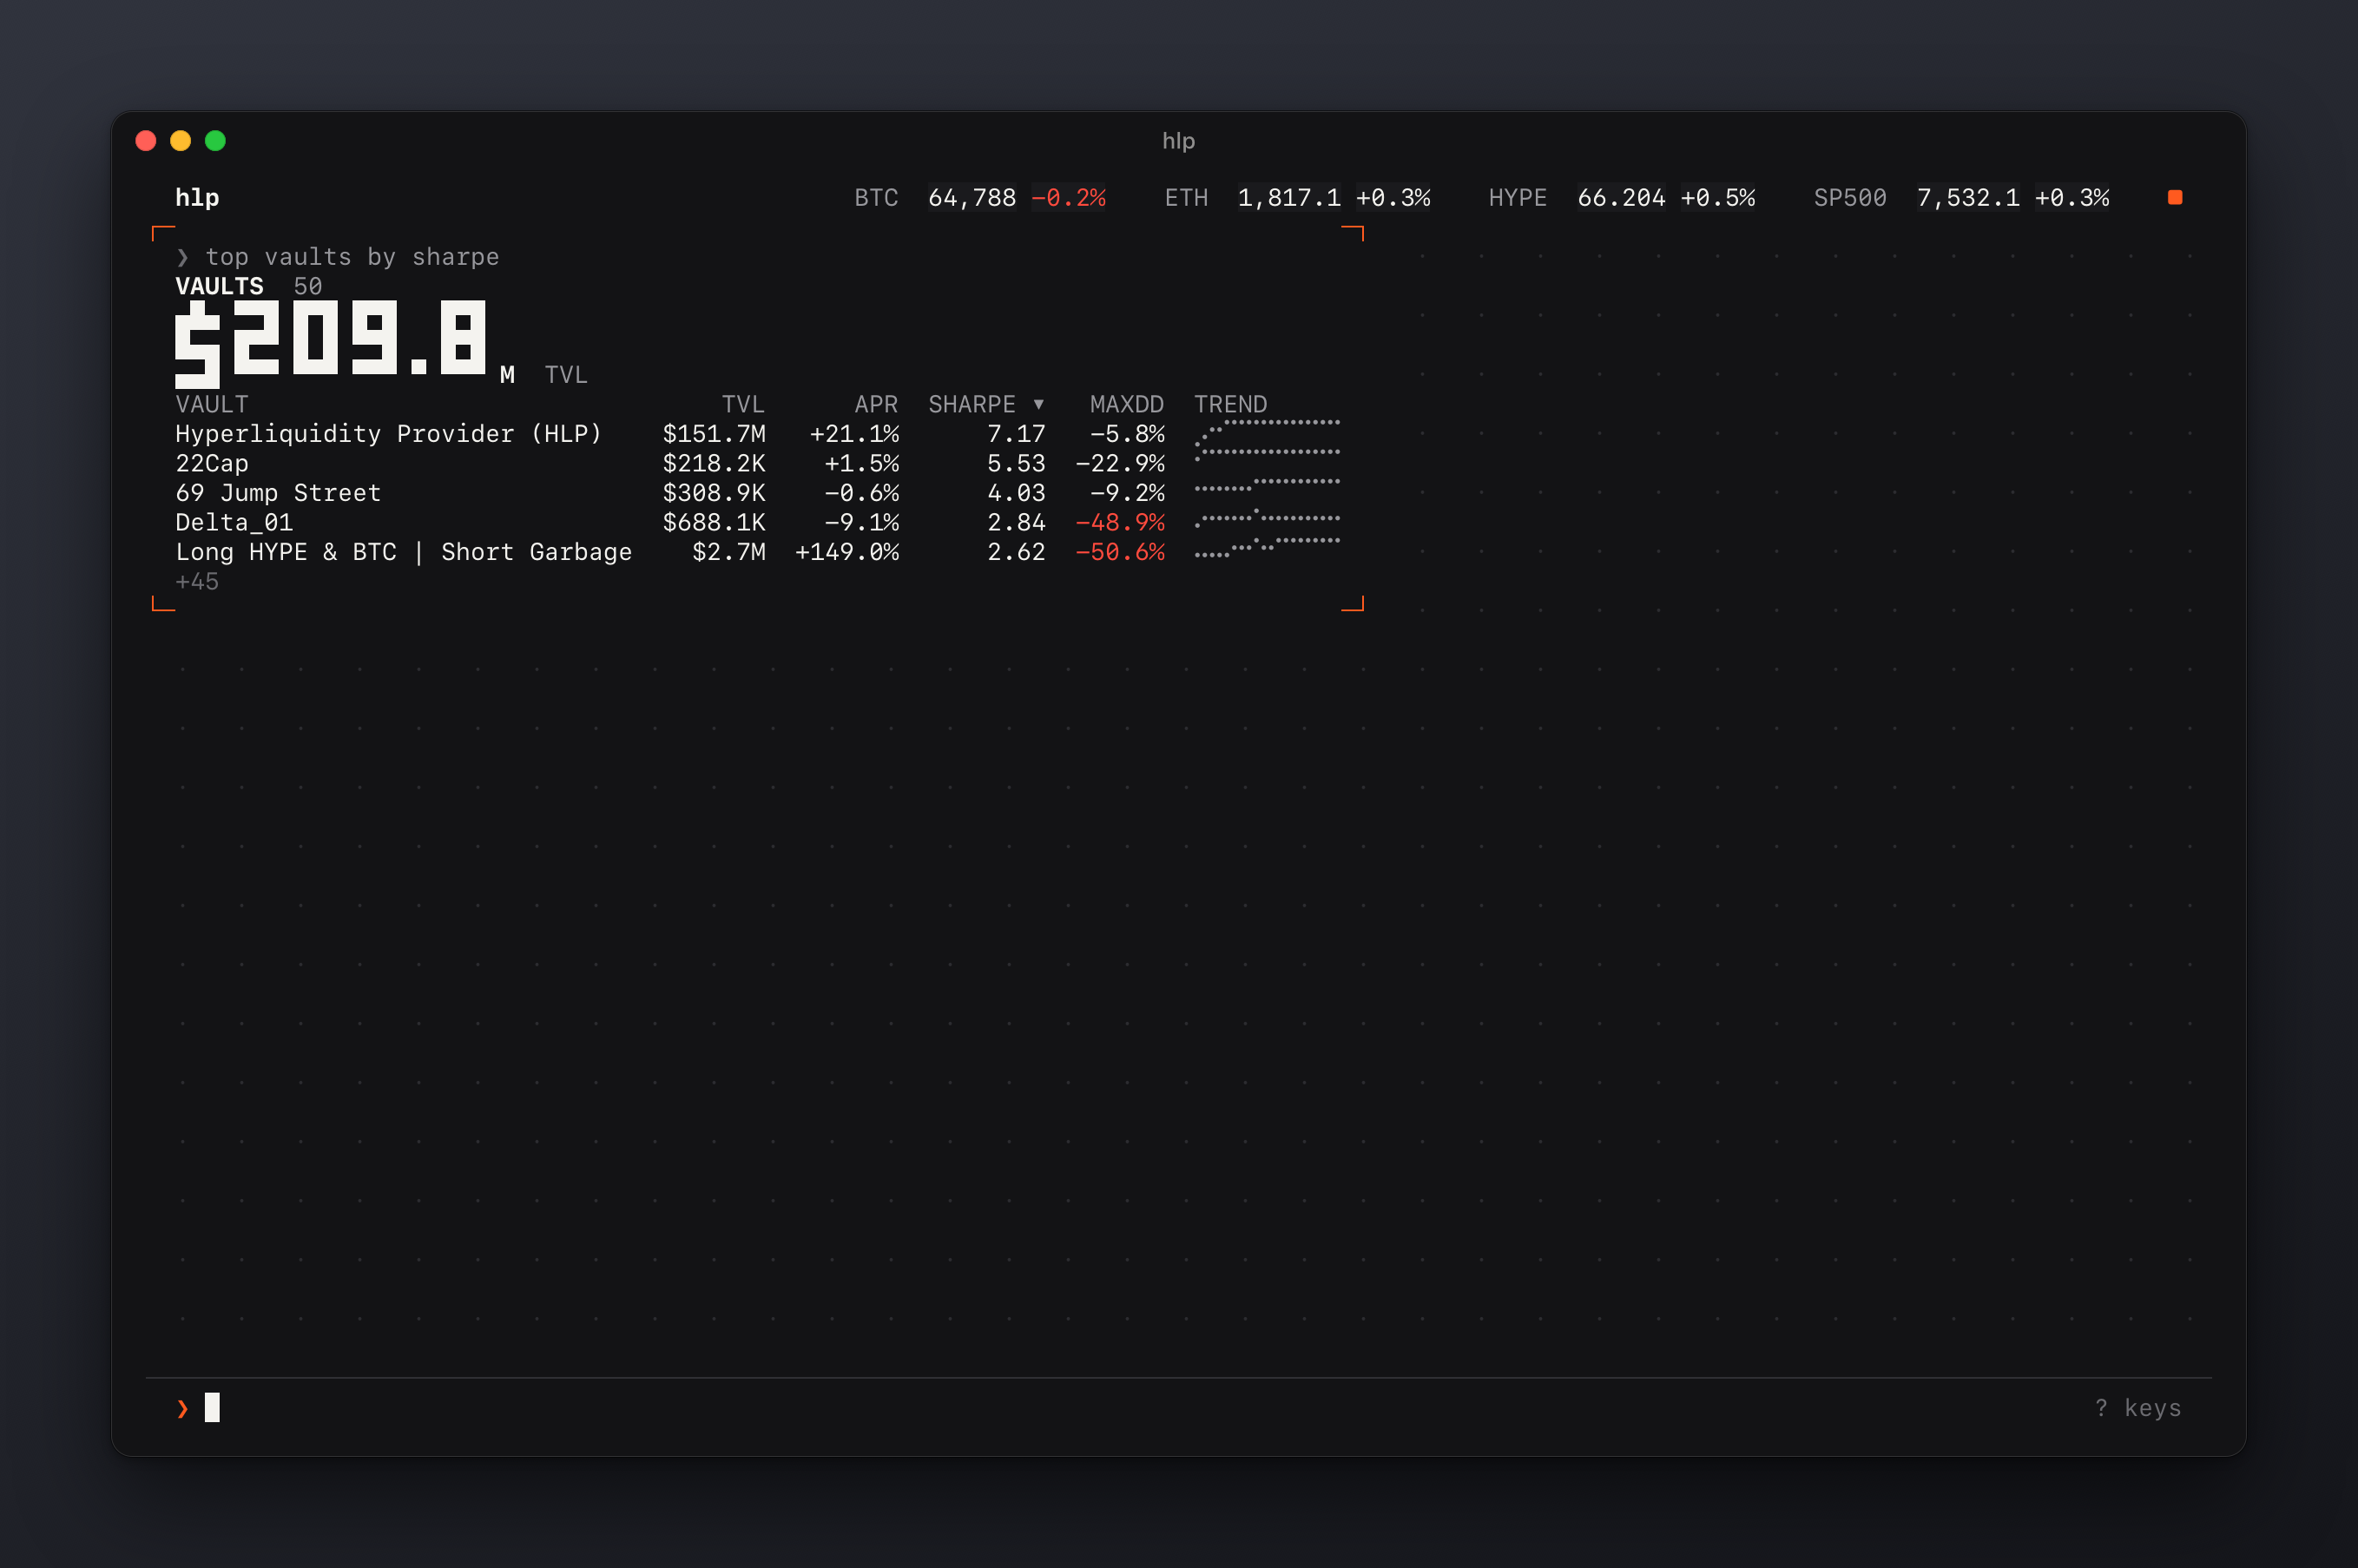 hlp
hlp BTC 64,788 −0.2% ETH 1,817.1 +0.3% HYPE 66.204 +0.5% SP500 7,532.1 +0.3%
❯ top vaults by sharpe
VAULTS 50
$209.8 M TVL
VAULT TVL APR SHARPE ▼ MAXDD TREND
Hyperliquidity Provider (HLP) $151.7M +21.1% 7.17 −5.8%
22Cap $218.2K +1.5% 5.53 −22.9%
69 Jump Street $308.9K −0.6% 4.03 −9.2%
Delta_01 $688.1K −9.1% 2.84 −48.9%
Long HYPE & BTC | Short Garbage $2.7M +149.0% 2.62 −50.6%
+45
❯ ? keys